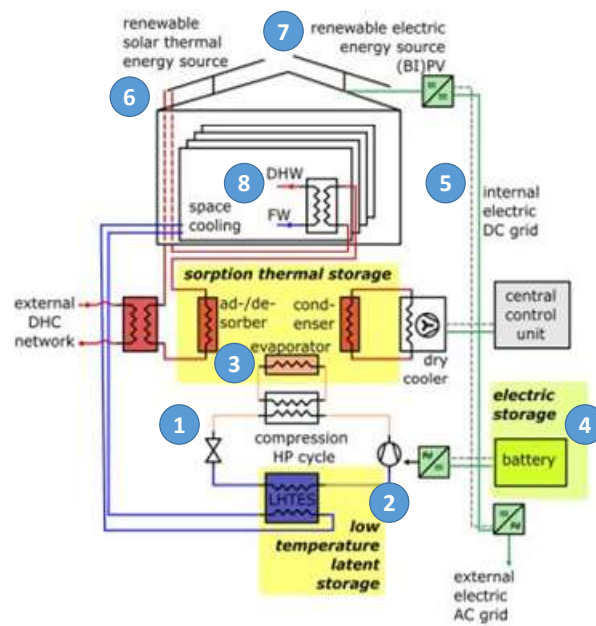 renewable
solar thermal
energy source
7
renewable electric
energy source
(BI)PV
6
8
DHW
FW
space
cooling
5
internal
electric
DC grid
sorption thermal storage
external
DHC
network
ad-/de-
sorber
cond-
enser
dry
cooler
central
control
unit
3
evaporator
1
compression
HP cycle
electric
storage
4
battery
LHTES
2
low
temperature
latent
storage
external
electric
AC grid